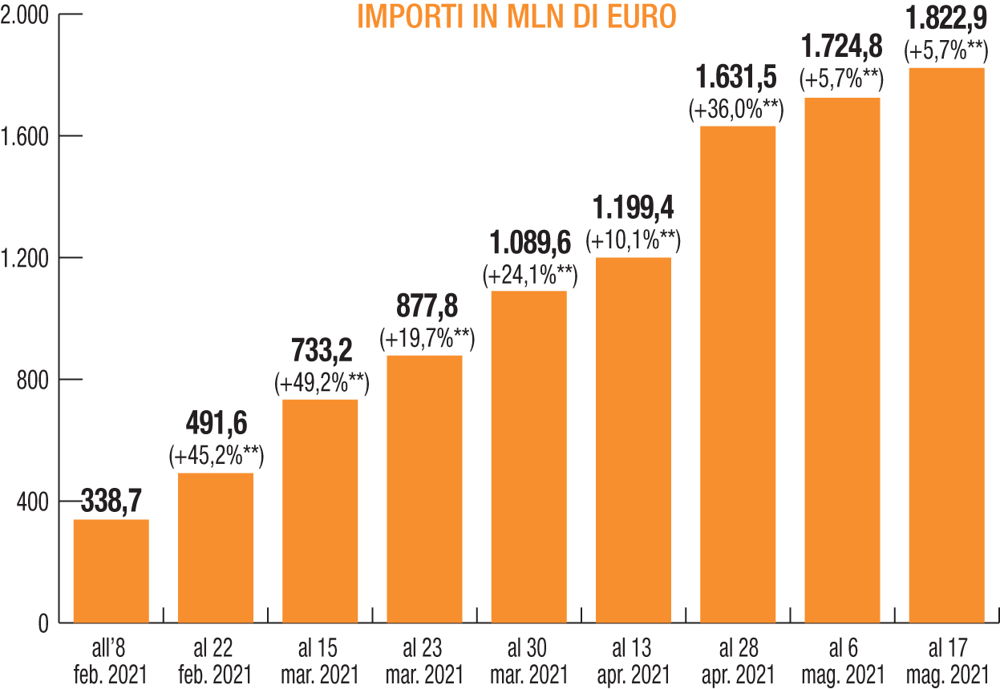 IMPORTI IN MLN DI EURO
2.000
1.600
1.200
800
400
0
338,7
491,6
(+45,2%**)
733,2
(+49,2%**)
877,8
(+19,7%**)
1.089,6
(+24,1%**)
1.199,4
(+10,1%**)
1.631,5
(+36,0%**)
1.724,8
(+5,7%**)
1.822,9
(+5,7%**)
all’8
feb. 2021
al 22
feb. 2021
al 15
mar. 2021
al 23
mar. 2021
al 30
mar. 2021
al 13
apr. 2021
al 28
apr. 2021
al 6
mag. 2021
al 17
mag. 2021